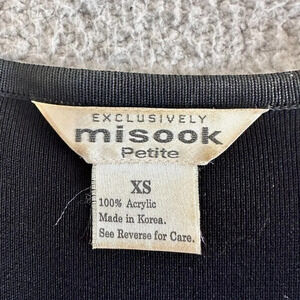 EXCLUSIVELY
misook
Petite
XS
100% Acrylic
Made in Korea.
See Reverse for Care.